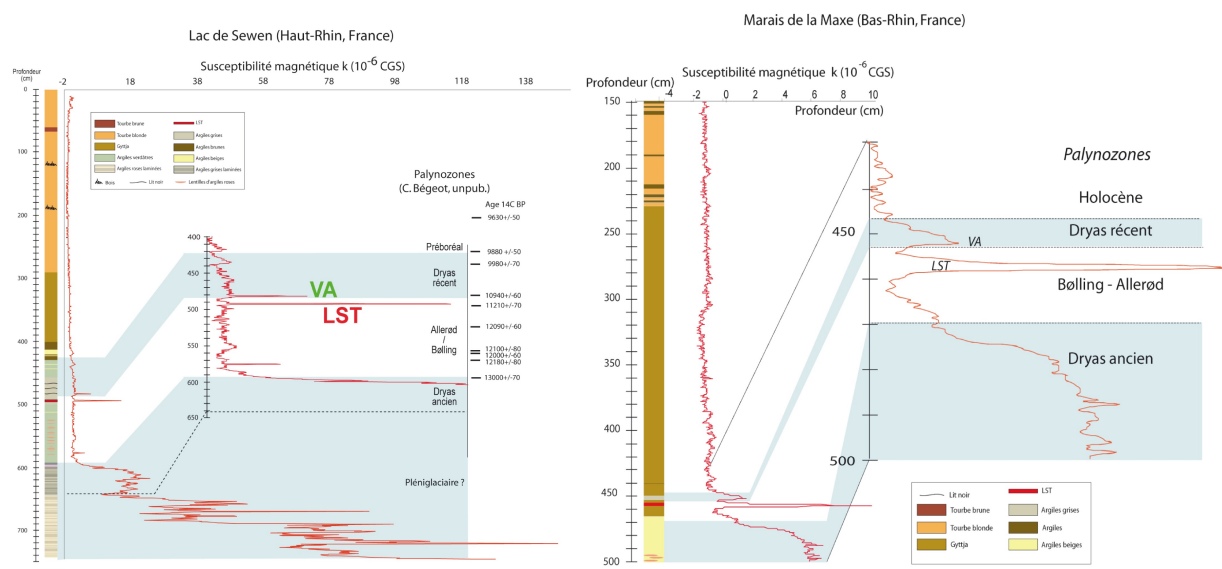 Lac de Sewen (Haut-Rhin, France)
Susceptibilité magnétique k (10⁻⁶ CGS)
Profondeur
(cm)
-2 18 38 58 78 98 118 138
0
100
200
300
400
500
600
700
Tourbe brune
Tourbe blonde
Gyttja
Argiles verdâtres
Argiles roses laminées
Bois
LST
Argiles grises
Argiles brunes
Argiles beiges
Argiles grises laminées
Lit noir
Lentilles d'argiles roses
400
450
500
550
600
650
VA
LST
Palynozones
(C. Bégeot, unpub.)
Age 14C BP
9630+/-50
Préboréal
9880+/-50
9980+/-70
Dryas
récent
10940+/-60
11210+/-70
12090+/-60
Allerød
/
Bølling
12100+/-80
12000+/-60
12180+/-80
13000+/-70
Dryas
ancien
Pléniglaciaire ?
Marais de la Maxe (Bas-Rhin, France)
Susceptibilité magnétique k (10⁻⁶ CGS)
Profondeur (cm)
-4 -2 0 2 4 6 8 10
Profondeur (cm)
150
200
250
300
350
400
450
500
450
500
Palynozones
Holocène
Dryas récent
VA
LST
Bølling - Allerød
Dryas ancien
Lit noir
Tourbe brune
Tourbe blonde
Gyttja
LST
Argiles grises
Argiles
Argiles beiges